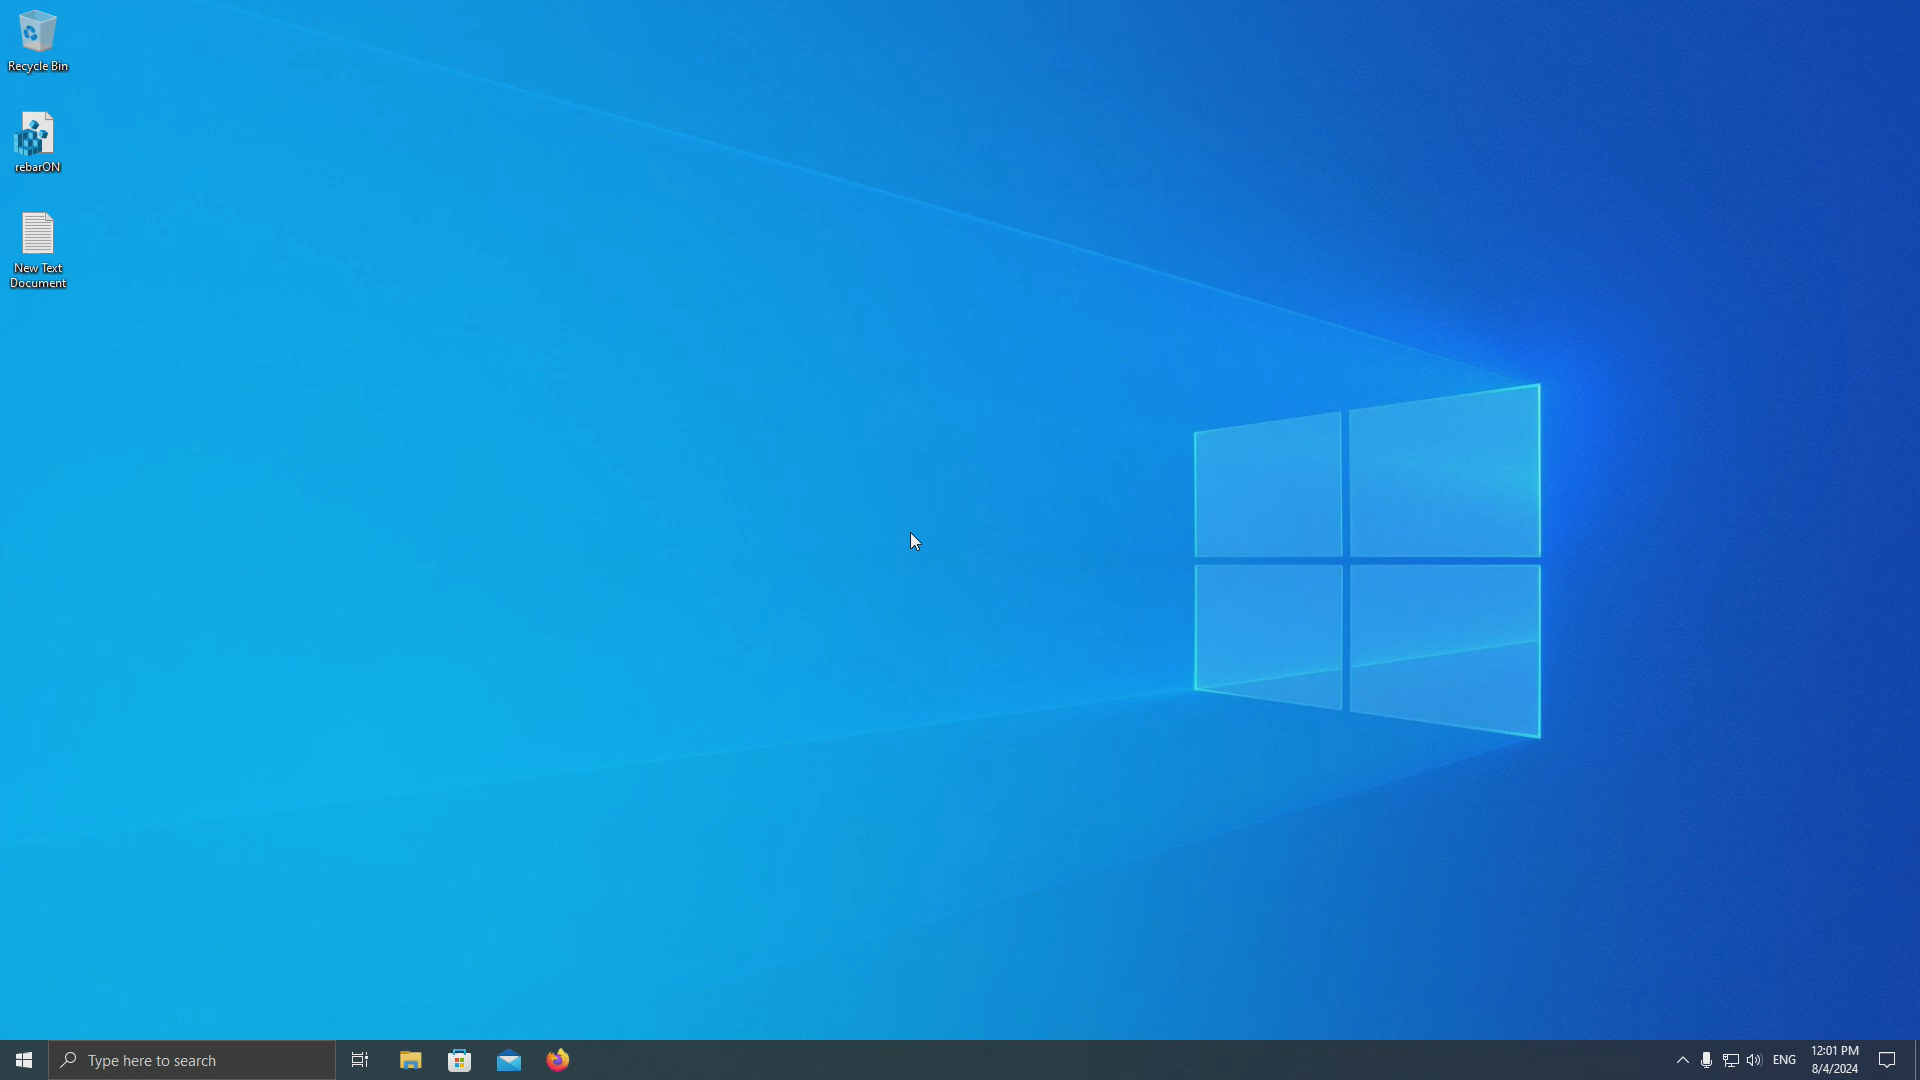 Recycle Bin
rebarON
New Text
Document
Type here to search
ENG
12:01 PM
8/4/2024